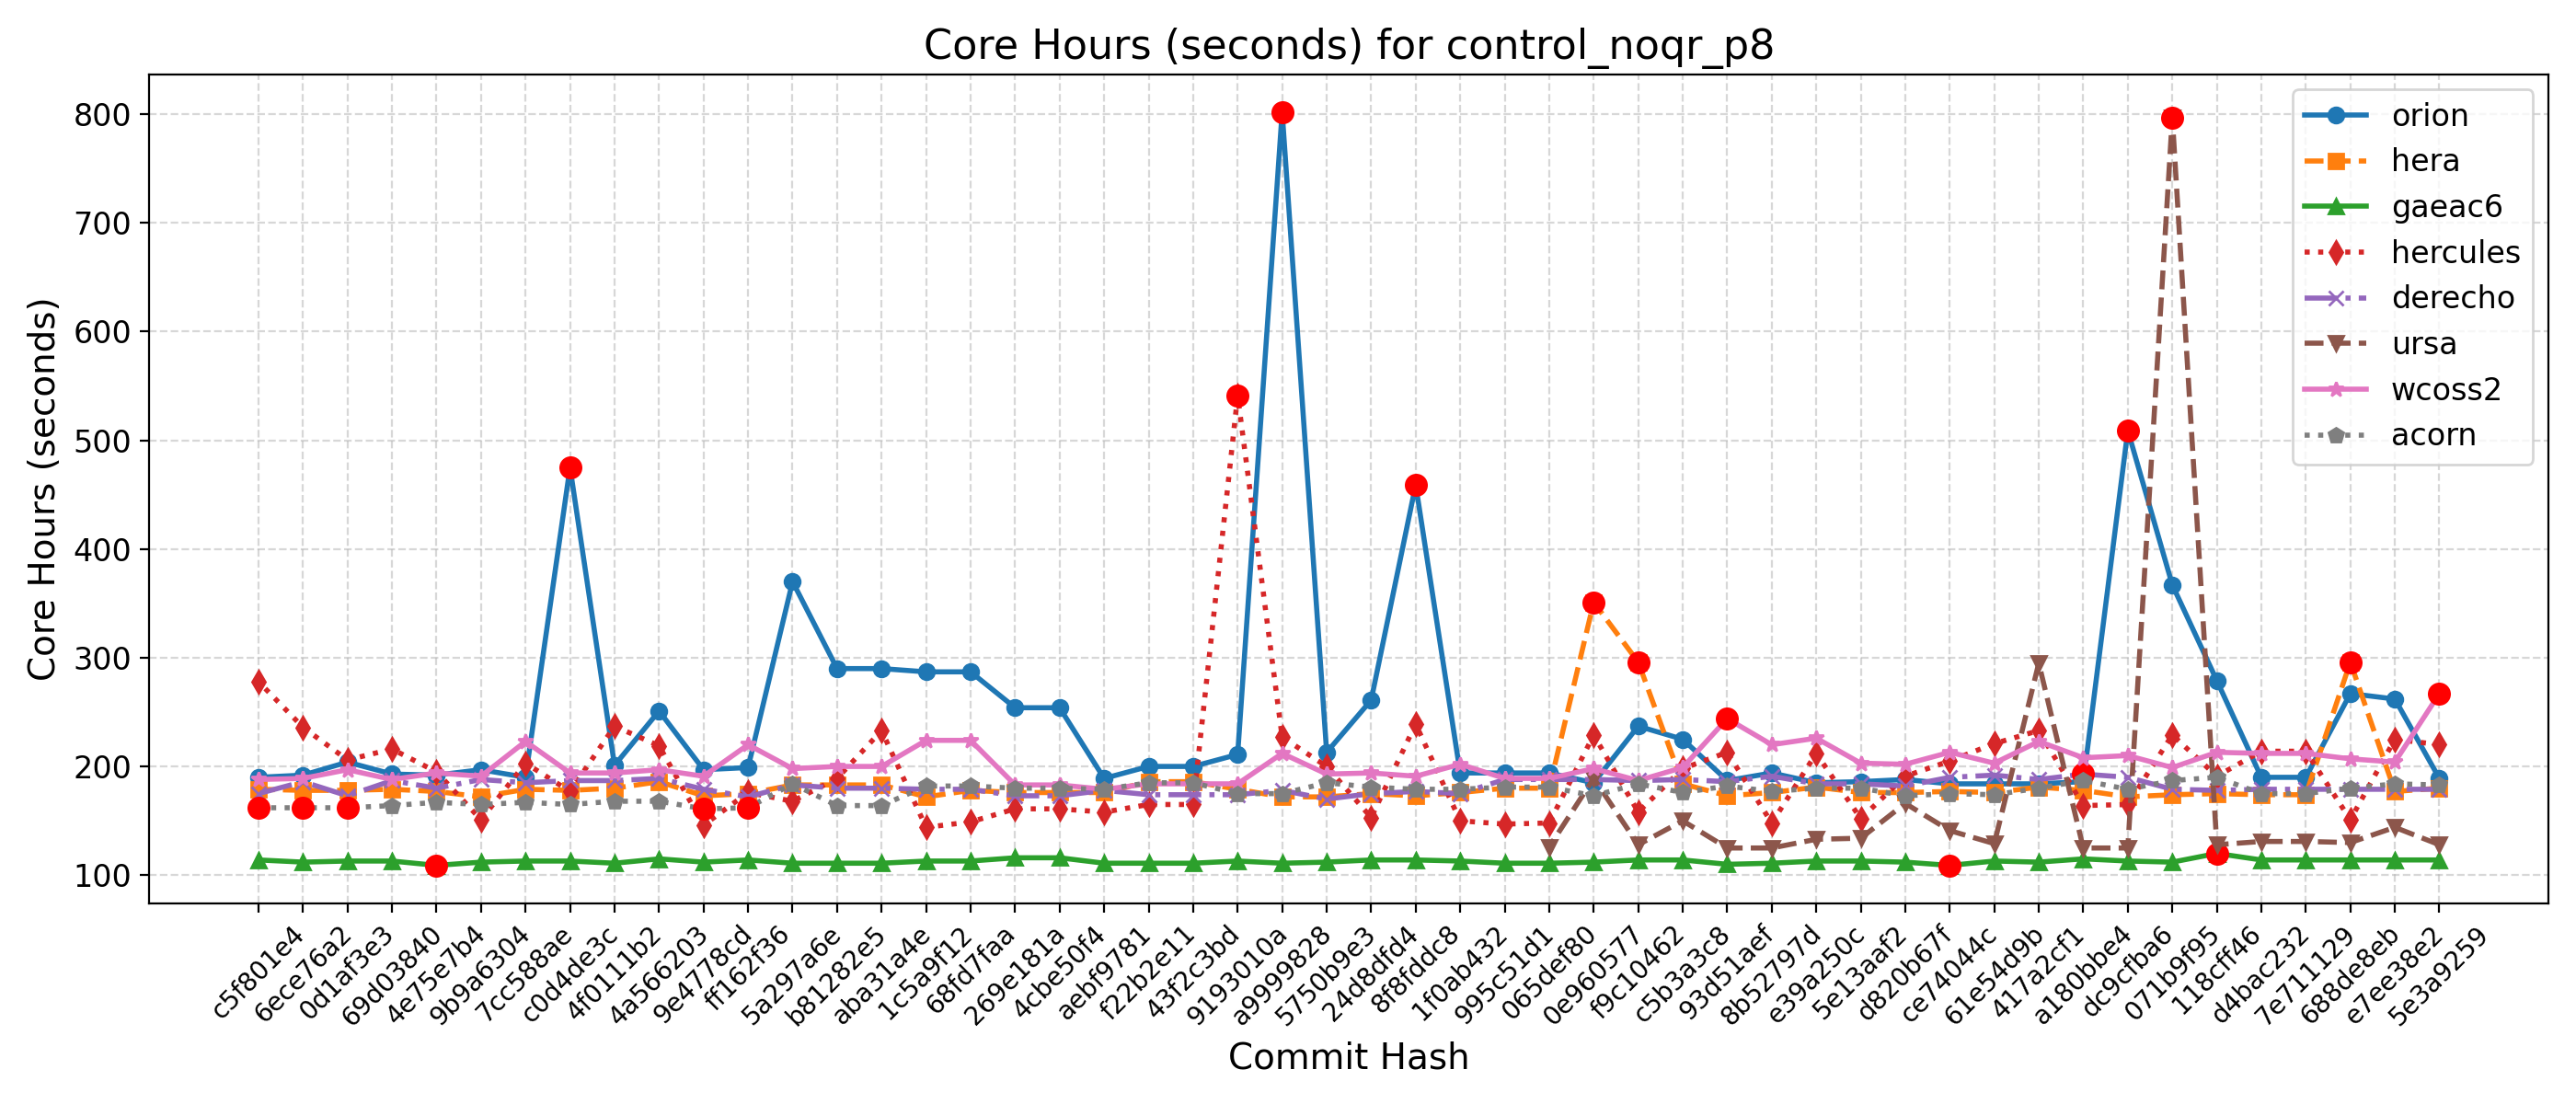 Core Hours (seconds) for control_noqr_p8
Core Hours (seconds)
800
700
600
500
400
300
200
100
orion
hera
gaeac6
hercules
derecho
ursa
wcoss2
acorn
c5f801e4
6ece76a2
0d1af3e3
69d03840
4e75e7b4
9b9a6304
7cc588ae
c0d4de3c
4f0111b2
4a566203
9e4778cd
ff162f36
5a297a6e
b81282e5
aba31a4e
1c5a9f12
68fd7faa
269e181a
4cbe50f4
aebf9781
f22b2e11
43f2c3bd
9193010a
a9999828
5750b9e3
24d8dfd4
8f8fddc8
1f0ab432
995c51d1
065def80
0e960577
f9c10462
c5b3a3c8
93d51aef
8b52797d
e39a250c
5e13aaf2
d820b67f
ce74044c
61e54d9b
417a2cf1
a180bbe4
dc9cfba6
071b9f95
118cff46
d4bac232
7e711129
688de8eb
e7ee38e2
5e3a9259
Commit Hash